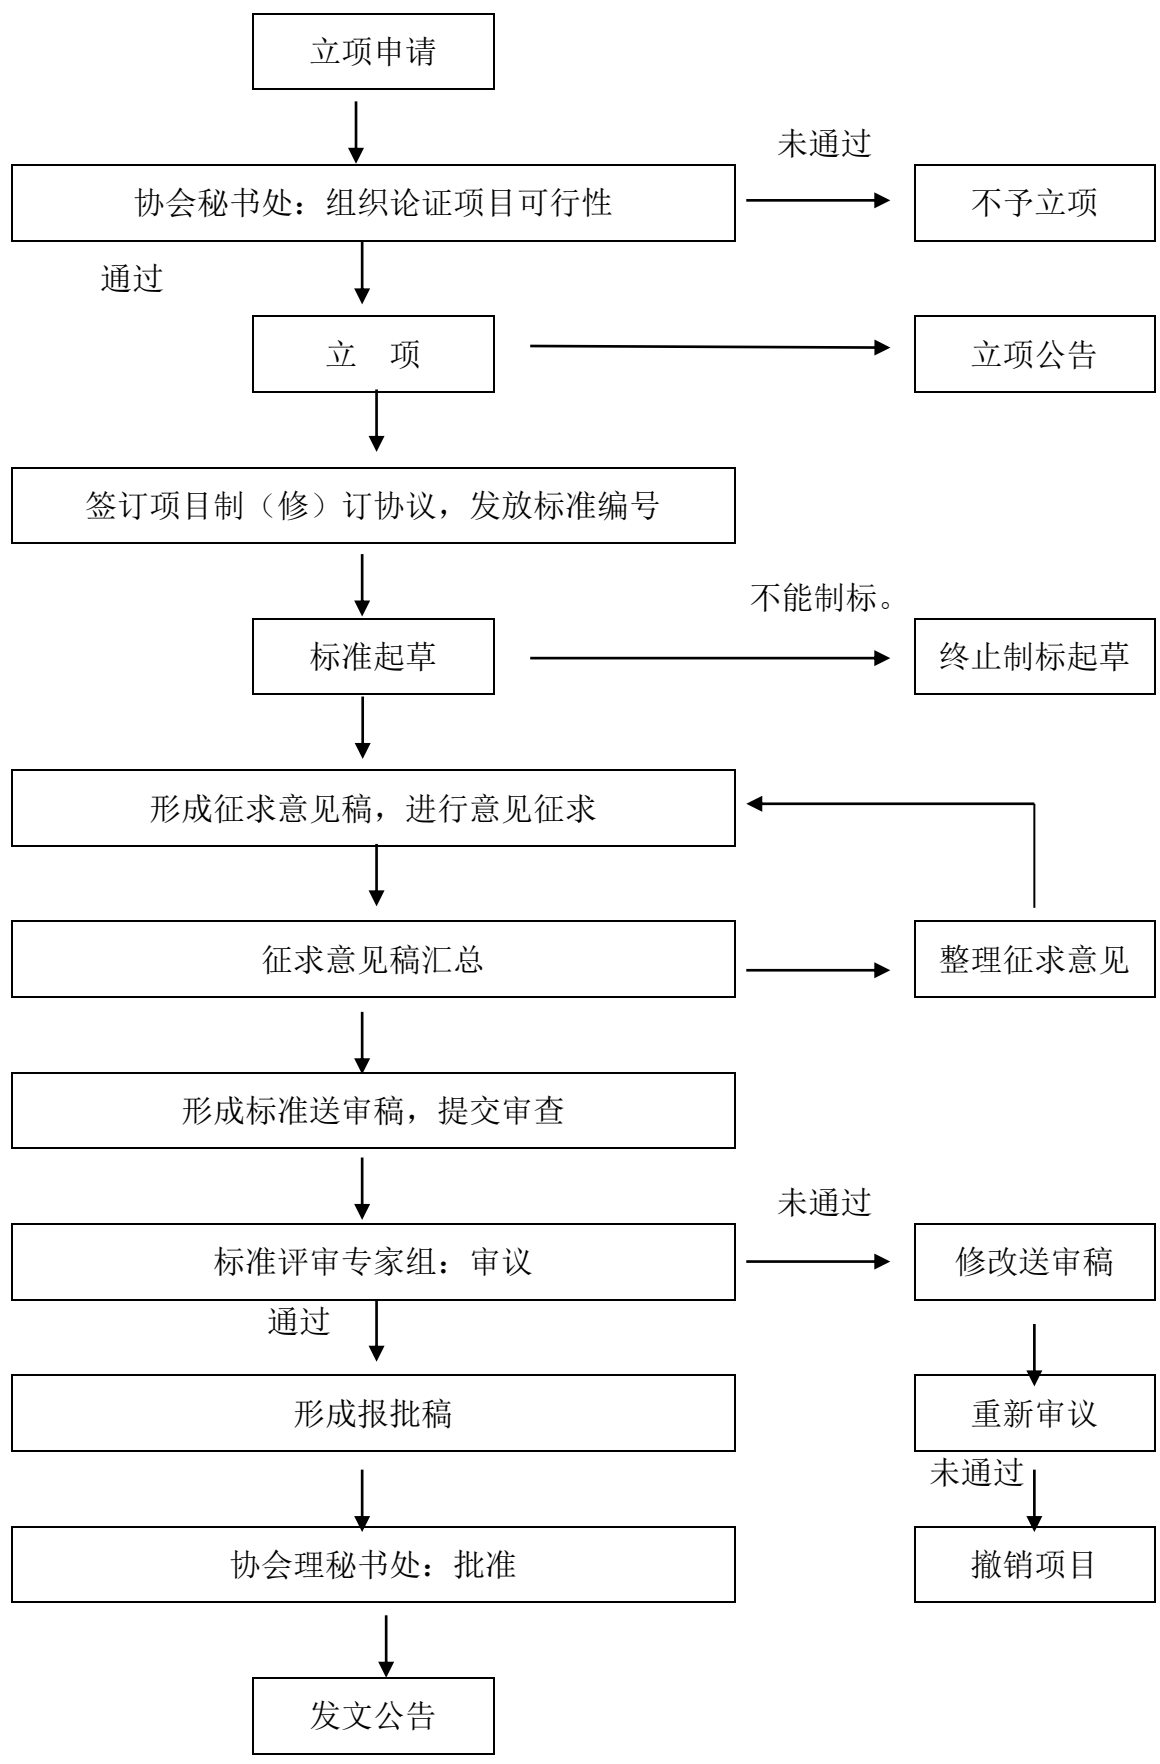 立项申请
未通过
协会秘书处：组织论证项目可行性
不予立项
通过
立 项
立项公告
签订项目制（修）订协议，发放标准编号
不能制标。
标准起草
终止制标起草
形成征求意见稿，进行意见征求
征求意见稿汇总
整理征求意见
形成标准送审稿，提交审查
未通过
标准评审专家组：审议
修改送审稿
通过
形成报批稿
重新审议
未通过
协会理秘书处：批准
撤销项目
发文公告